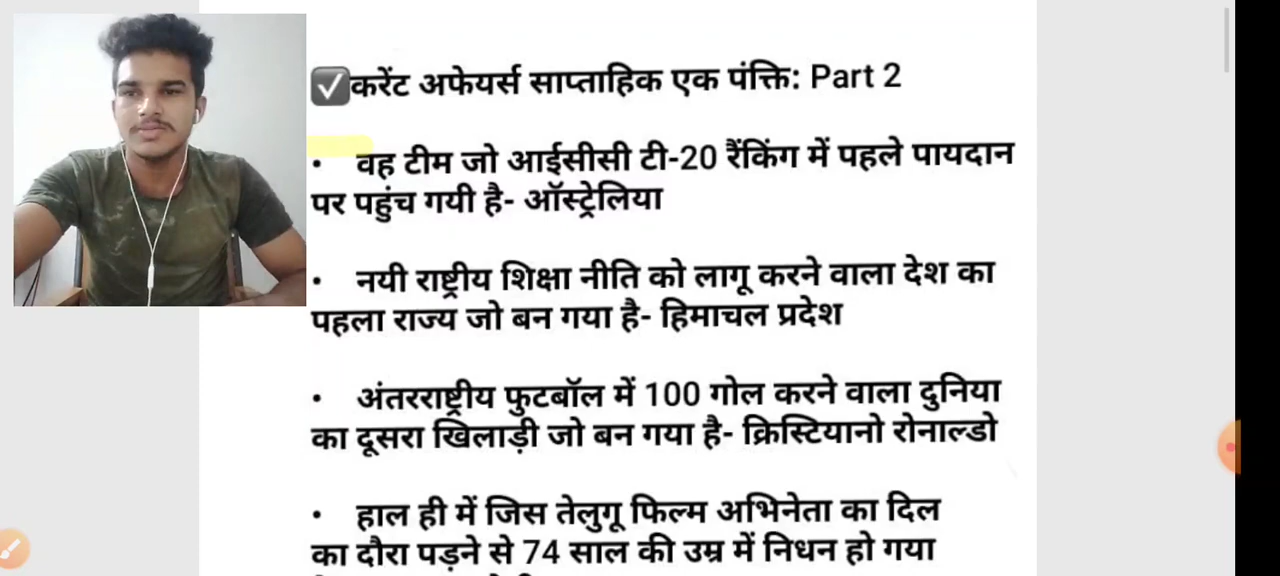 ☑करेंट अफेयर्स साप्ताहिक एक पंक्ति: Part 2
• वह टीम जो आईसीसी टी-20 रैंकिंग में पहले पायदान
पर पहुंच गयी है- ऑस्ट्रेलिया
• नयी राष्ट्रीय शिक्षा नीति को लागू करने वाला देश का
पहला राज्य जो बन गया है- हिमाचल प्रदेश
• अंतरराष्ट्रीय फुटबॉल में 100 गोल करने वाला दुनिया
का दूसरा खिलाड़ी जो बन गया है- क्रिस्टियानो रोनाल्डो
• हाल ही में जिस तेलुगू फिल्म अभिनेता का दिल
का दौरा पड़ने से 74 साल की उम्र में निधन हो गया